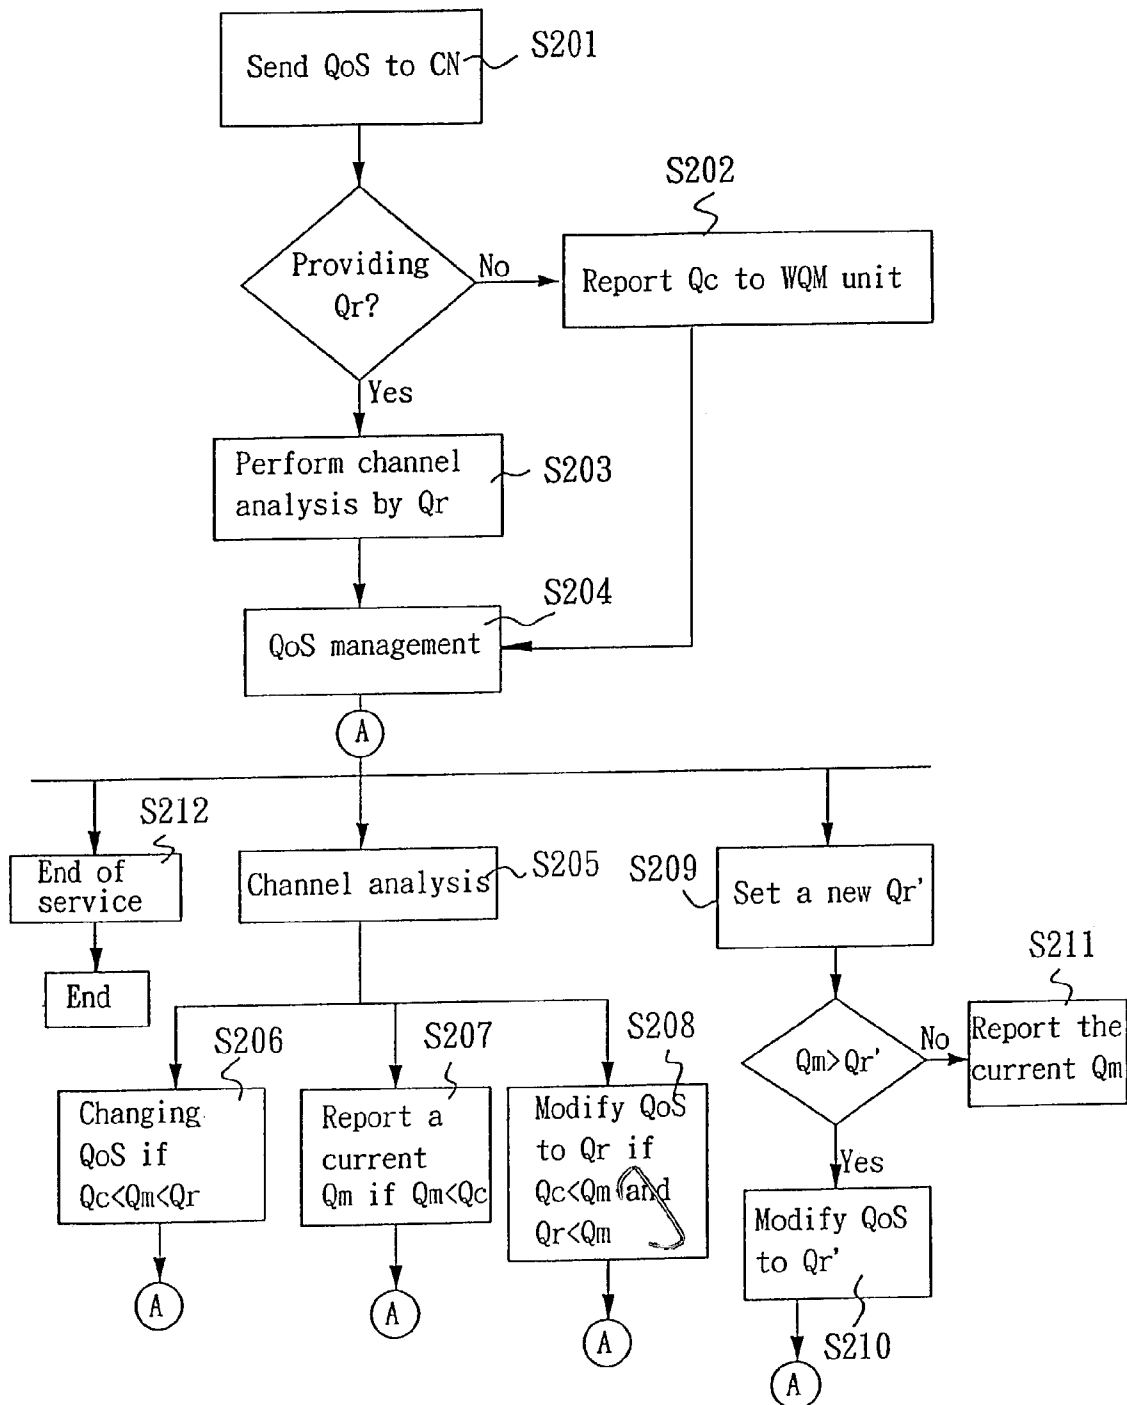 Send QoS to CN
S201
S202
Providing
Qr?
No
Report Qc to WQM unit
Yes
Perform channel
analysis by Qr
S203
S204
QoS management
A
S212
End of
service
End
Channel analysis
S205
S209
Set a new Qr'
S211
Report the
current Qm
S206
Changing
QoS if
Qc<Qm<Qr
A
S207
Report a
current
Qm if Qm<Qc
A
S208
Modify QoS
to Qr if
Qc<Qm and
Qr<Qm
A
Qm>Qr'
No
Yes
Modify QoS
to Qr'
S210
A